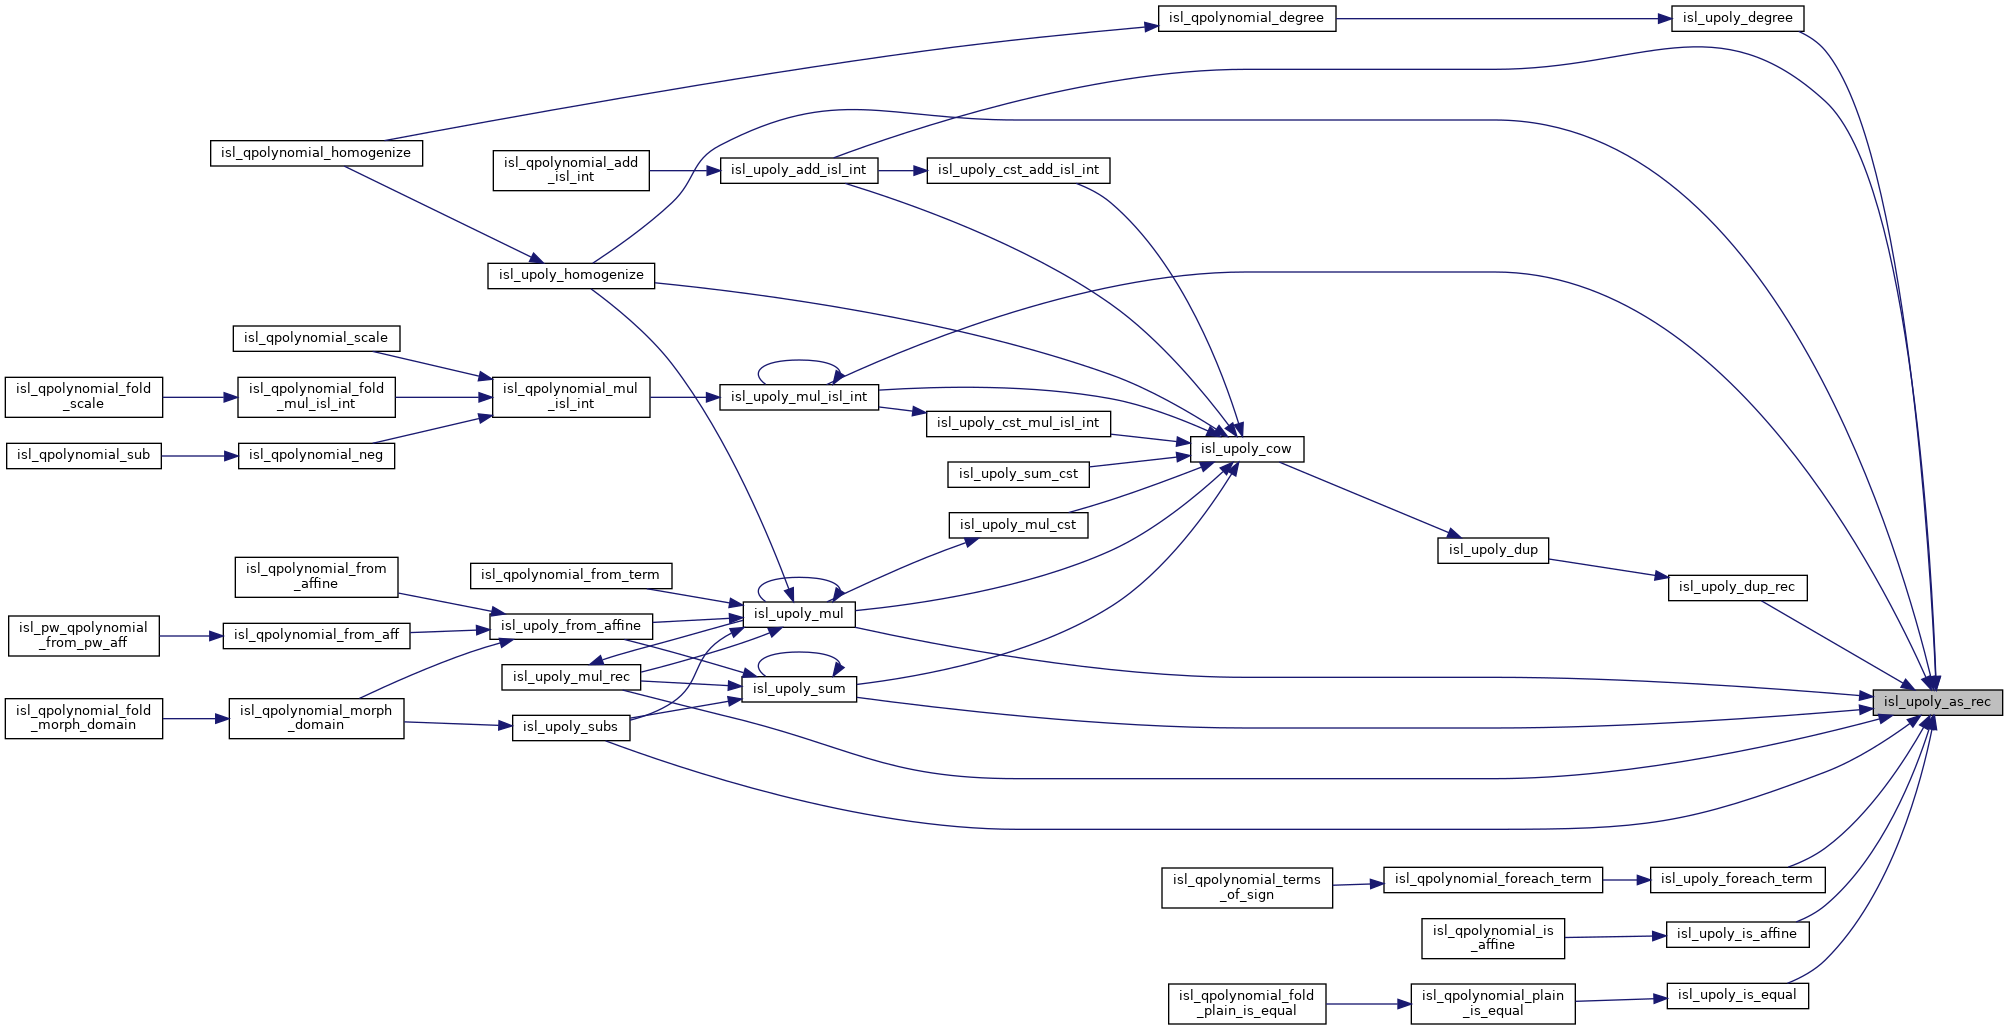 isl_qpolynomial_degree
isl_upoly_degree
isl_qpolynomial_homogenize
isl_qpolynomial_add
_isl_int
isl_upoly_add_isl_int
isl_upoly_cst_add_isl_int
isl_upoly_homogenize
isl_qpolynomial_scale
isl_qpolynomial_fold
_scale
isl_qpolynomial_fold
_mul_isl_int
isl_qpolynomial_mul
_isl_int
isl_upoly_mul_isl_int
isl_upoly_cst_mul_isl_int
isl_qpolynomial_sub
isl_qpolynomial_neg
isl_upoly_cow
isl_upoly_sum_cst
isl_upoly_mul_cst
isl_upoly_dup
isl_upoly_dup_rec
isl_qpolynomial_from
_affine
isl_qpolynomial_from_term
isl_upoly_mul
isl_pw_qpolynomial
_from_pw_aff
isl_qpolynomial_from_aff
isl_upoly_from_affine
isl_upoly_mul_rec
isl_upoly_sum
isl_upoly_as_rec
isl_qpolynomial_fold
_morph_domain
isl_qpolynomial_morph
_domain
isl_upoly_subs
isl_qpolynomial_terms
_of_sign
isl_qpolynomial_foreach_term
isl_upoly_foreach_term
isl_qpolynomial_is
_affine
isl_upoly_is_affine
isl_qpolynomial_fold
_plain_is_equal
isl_qpolynomial_plain
_is_equal
isl_upoly_is_equal